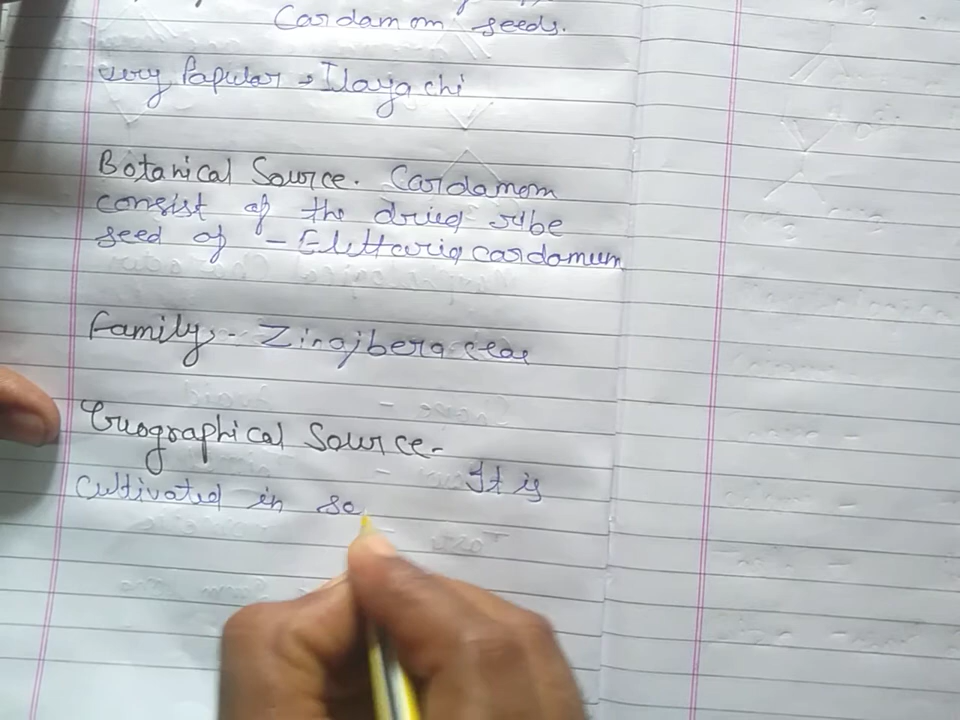 Cardamom seeds.
very Popular → Ilayachi
Botanical Source. Cardamom
consist of the dried ripe
seed of - Elettaria cardamum
Family, - Zingiberaceae
Geographical Source-
It is
Cultivated in so